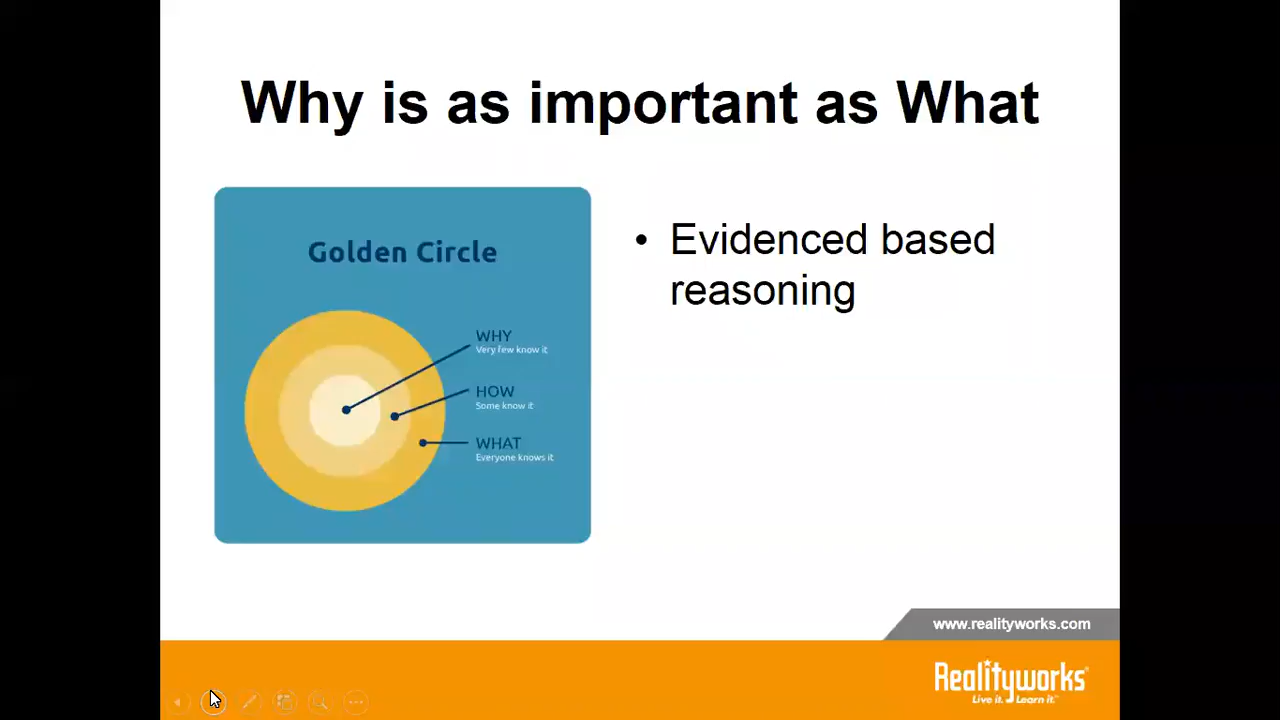 Why is as important as What
Golden Circle
WHY
Very few know it
HOW
Some know it
WHAT
Everyone knows it
• Evidenced based
reasoning
www.realityworks.com
Realityworks®
Live it. Learn it.™